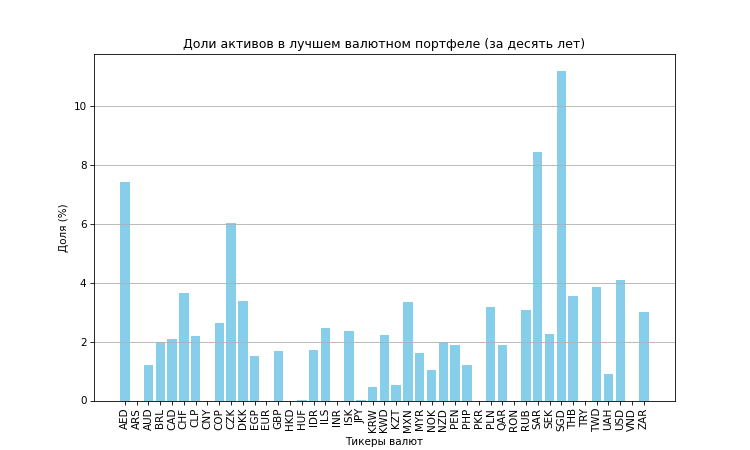 Доли активов в лучшем валютном портфеле (за десять лет)
Доля (%)
10
8
6
4
2
0
AED ARS AUD BRL CAD CHF CLP CNY COP CZK DKK EGP EUR GBP HKD HUF IDR ILS INR ISK JPY KRW KWD KZT MXN MYR NOK NZD PEN PHP PKR PLN QAR RON RUB SAR SEK SGD THB TRY TWD UAH USD VND ZAR
Тикеры валют